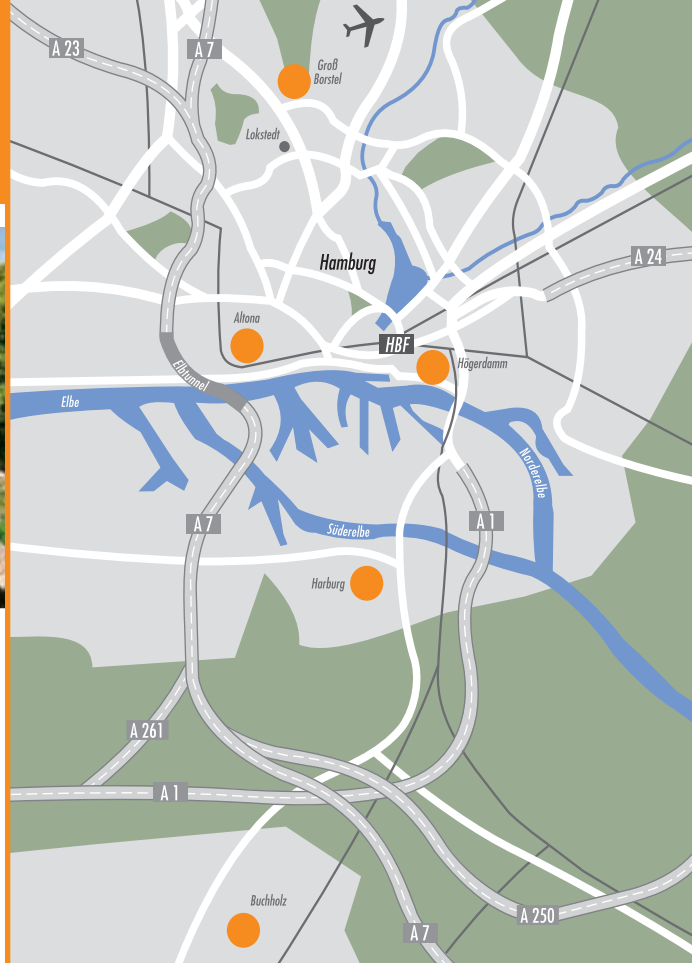 A 23
A 7
Groß
Borstel
Lokstedt
Hamburg
A 24
Altona
HBF
Högerdamm
Elbtunnel
Elbe
Norderelbe
A 7
A 1
Süderelbe
Harburg
A 261
A 1
Buchholz
A 250
A 7